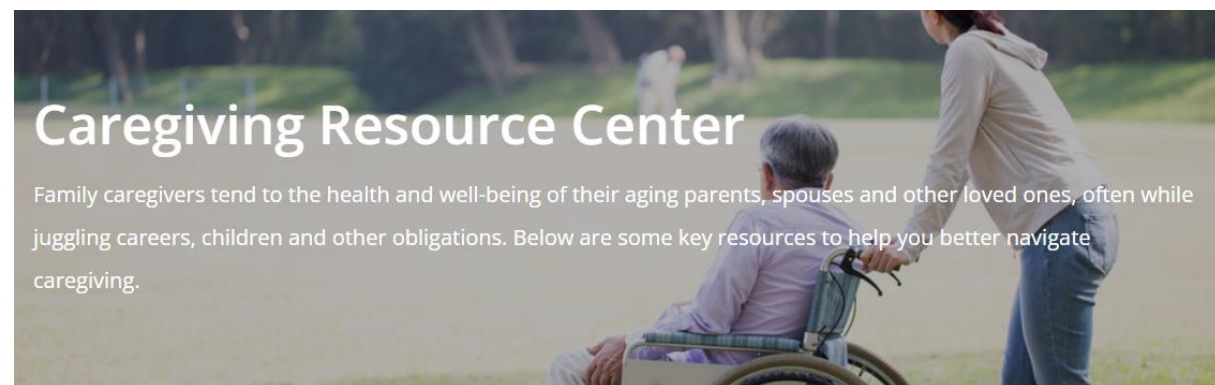 Caregiving Resource Center
Family caregivers tend to the health and well-being of their aging parents, spouses and other loved ones, often while
juggling careers, children and other obligations. Below are some key resources to help you better navigate
caregiving.